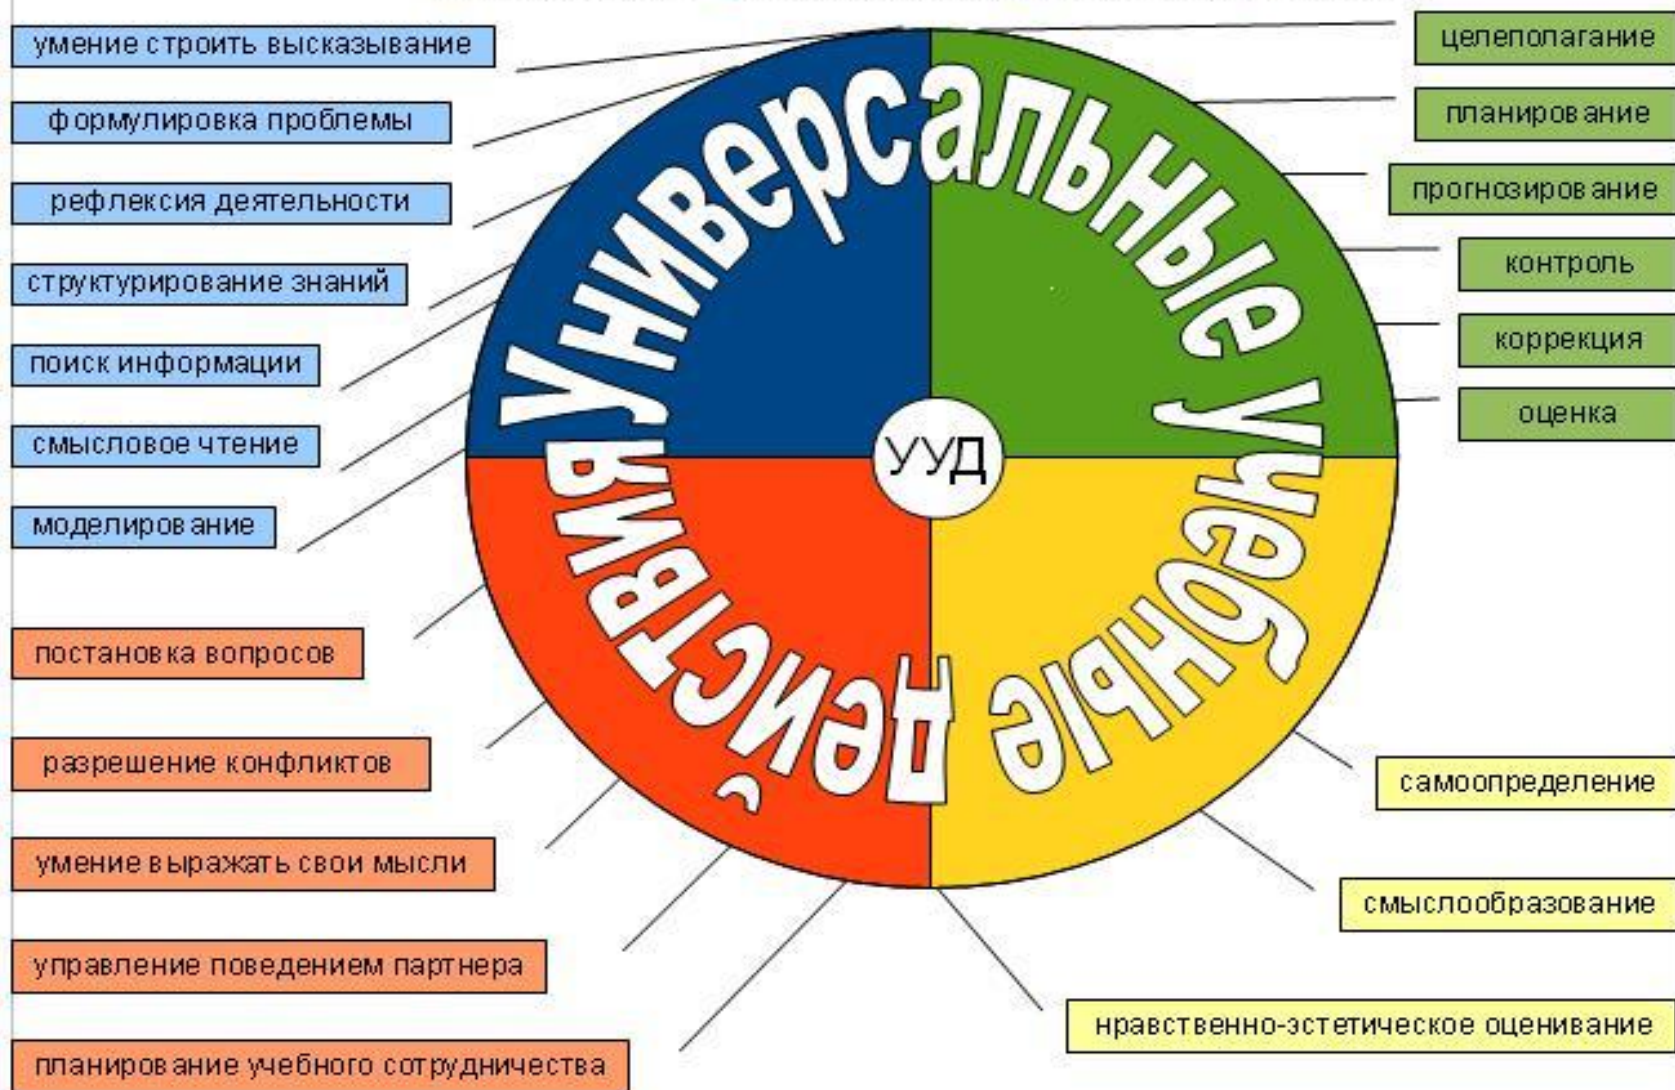 умение строить высказывание
формулировка проблемы
рефлексия деятельности
структурирование знаний
поиск информации
смысловое чтение
моделирование
постановка вопросов
разрешение конфликтов
умение выражать свои мысли
управление поведением партнера
планирование учебного сотрудничества
Универсальные учебные действия
УУД
целеполагание
планирование
прогнозирование
контроль
коррекция
оценка
самоопределение
смыслообразование
нравственно-эстетическое оценивание